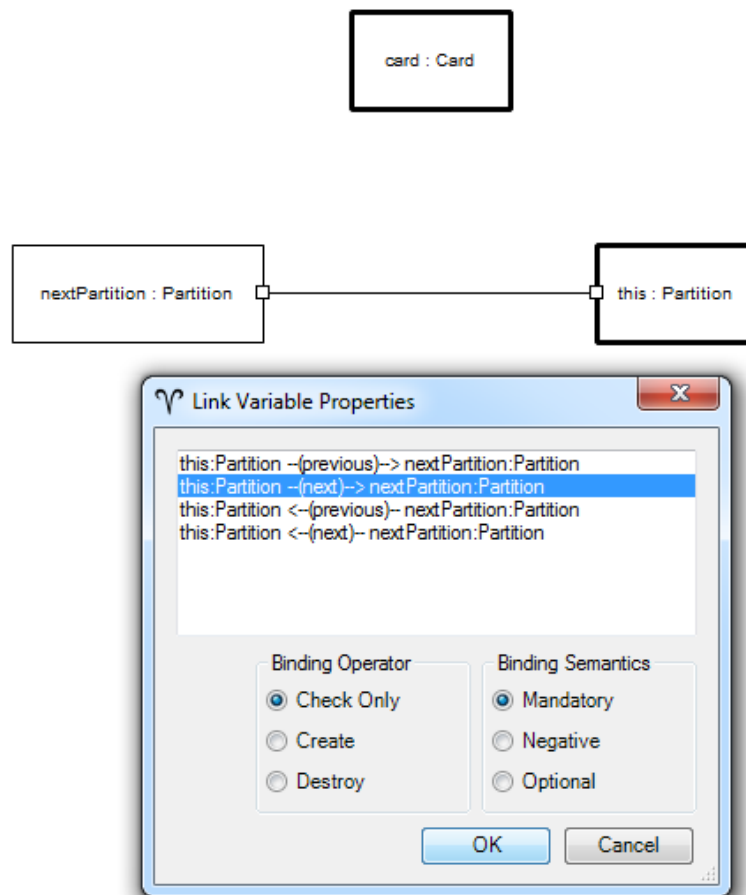 card : Card
nextPartition : Partition
this : Partition
Link Variable Properties
this:Partition --(previous)--> nextPartition:Partition
this:Partition --(next)--> nextPartition:Partition
this:Partition <--(previous)-- nextPartition:Partition
this:Partition <--(next)-- nextPartition:Partition
Binding Operator
Check Only
Create
Destroy
Binding Semantics
Mandatory
Negative
Optional
OK
Cancel